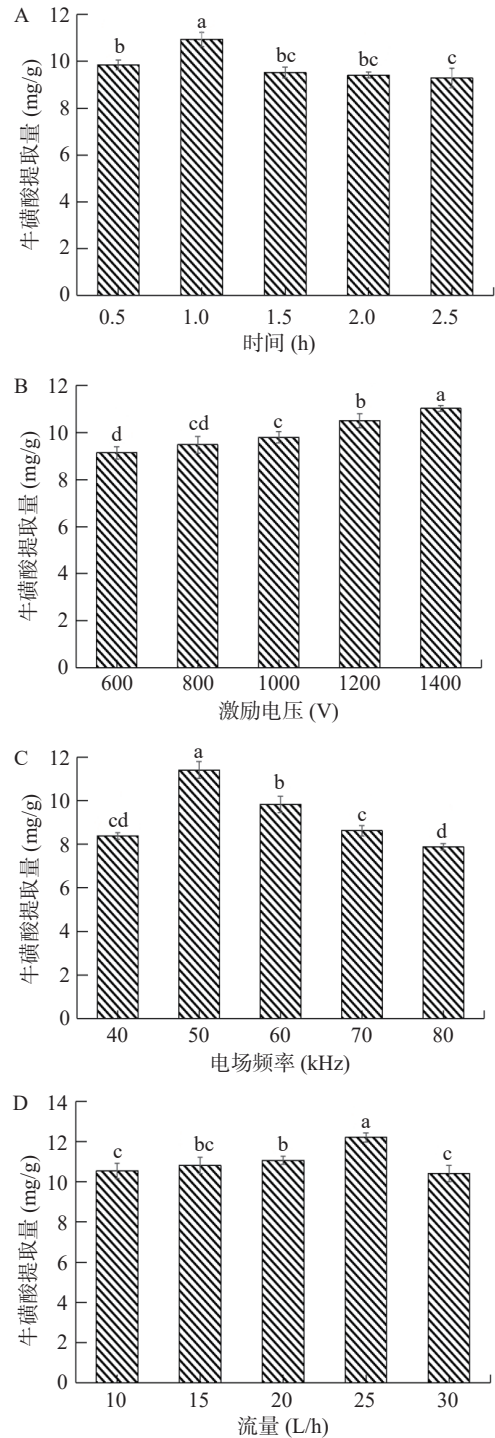 A
牛磺酸提取量 (mg/g)
12
10
8
6
4
2
0
b
a
bc
bc
c
0.5 1.0 1.5 2.0 2.5
时间 (h)
B
牛磺酸提取量 (mg/g)
12
10
8
6
4
2
0
d
cd
c
b
a
600 800 1000 1200 1400
激励电压 (V)
C
牛磺酸提取量 (mg/g)
12
10
8
6
4
2
0
cd
a
b
c
d
40 50 60 70 80
电场频率 (kHz)
D
牛磺酸提取量 (mg/g)
14
12
10
8
6
4
2
0
c
bc
b
a
c
10 15 20 25 30
流量 (L/h)